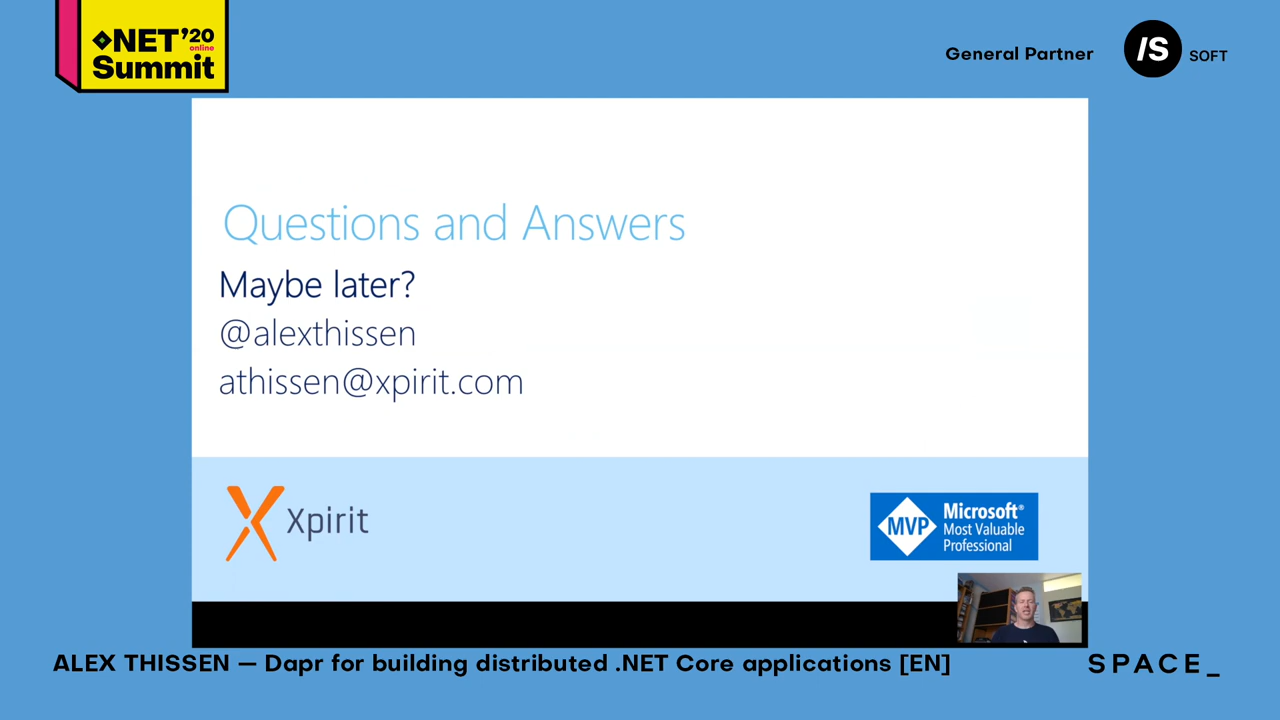 .NET'20
online
Summit
General Partner
/S
SOFT
Questions and Answers
Maybe later?
@alexthissen
athissen@xpirit.com
Xpirit
MVP
Microsoft®
Most Valuable
Professional
ALEX THISSEN — Dapr for building distributed .NET Core applications [EN]
SPACE_